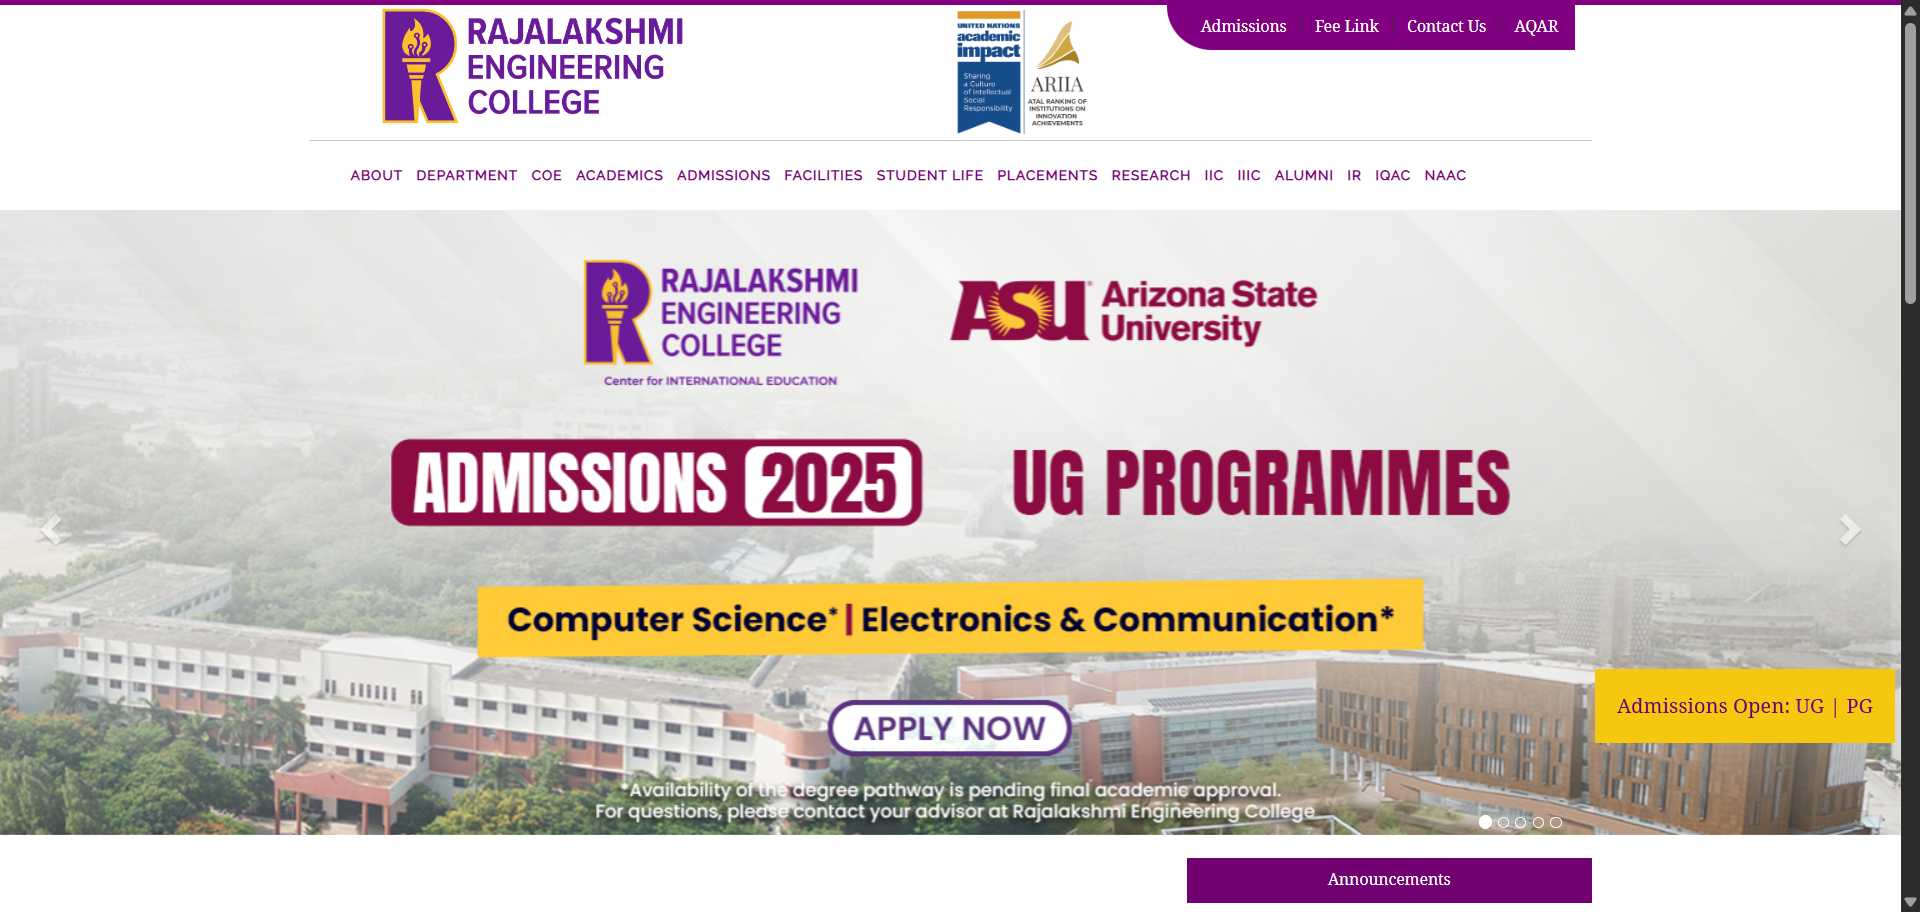 RAJALAKSHMI
ENGINEERING
COLLEGE
UNITED NATIONS
academic
impact
Sharing
a Culture
of Intellectual
Social
Responsibility
ARIIA
ATAL RANKING OF
INSTITUTIONS ON
INNOVATION
ACHIEVEMENTS
Admissions Fee Link Contact Us AQAR
ABOUT DEPARTMENT COE ACADEMICS ADMISSIONS FACILITIES STUDENT LIFE PLACEMENTS RESEARCH IIC IIIC ALUMNI IR IQAC NAAC
RAJALAKSHMI
ENGINEERING
COLLEGE
Center for INTERNATIONAL EDUCATION
ASU Arizona State
University
ADMISSIONS 2025 UG PROGRAMMES
Computer Science* | Electronics & Communication*
APPLY NOW
Admissions Open: UG | PG
*Availability of the degree pathway is pending final academic approval.
For questions, please contact your advisor at Rajalakshmi Engineering College
Announcements